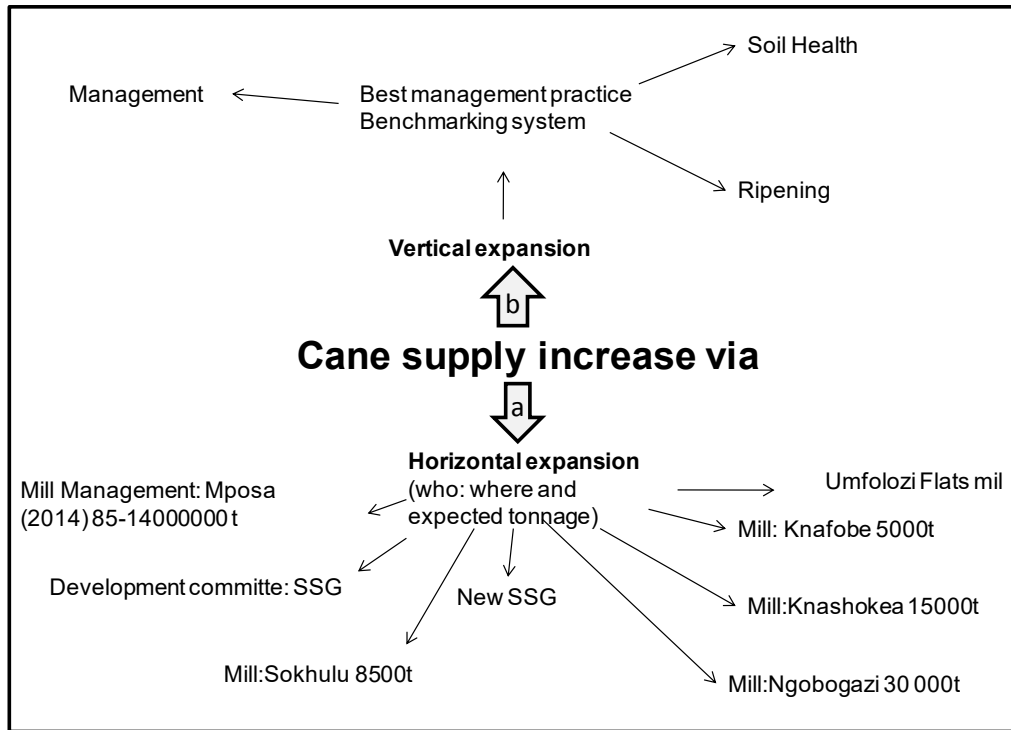 Soil Health
Management
Best management practice
Benchmarking system
Ripening
Vertical expansion
b
Cane supply increase via
a
Horizontal expansion
(who: where and
expected tonnage)
Mill Management: Mposa
(2014) 85-14000000 t
Umfolozi Flats mil
Mill: Knafobe 5000t
Development committe: SSG
New SSG
Mill:Knashokea 15000t
Mill:Sokhulu 8500t
Mill:Ngobogazi 30 000t